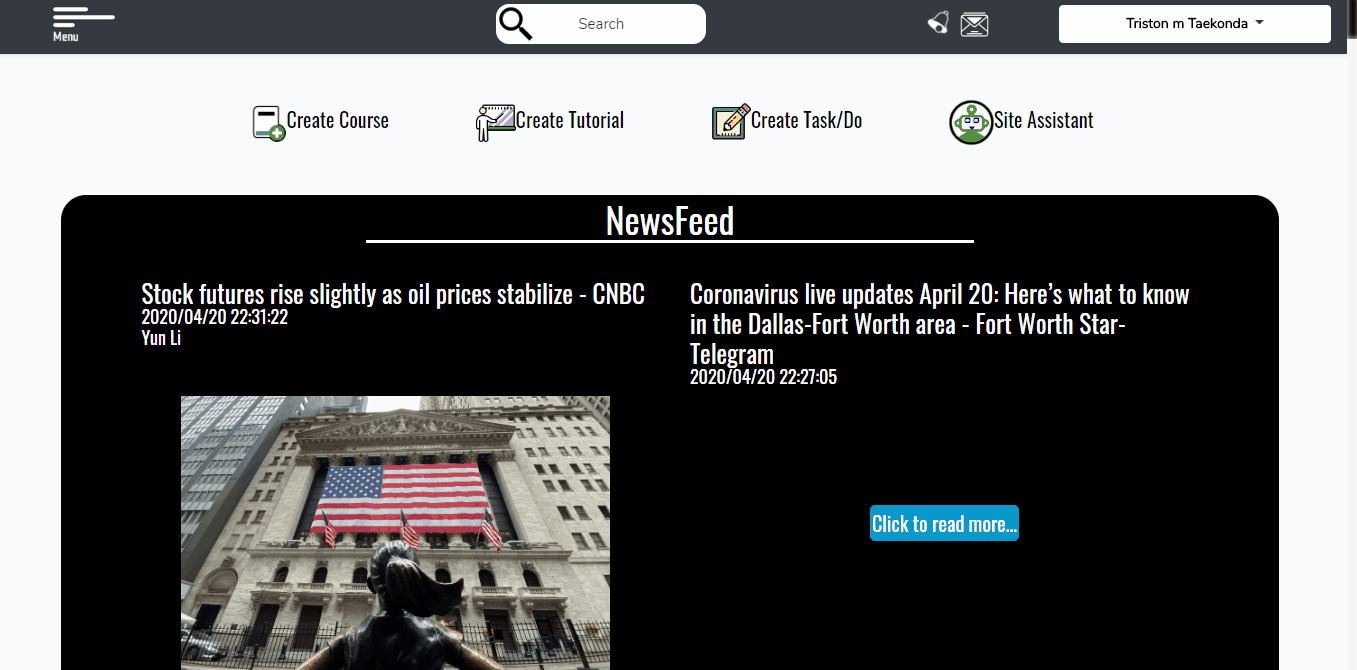 Menu
Search
Triston m Taekonda
Create Course
Create Tutorial
Create Task/Do
Site Assistant
NewsFeed
Stock futures rise slightly as oil prices stabilize - CNBC
2020/04/20 22:31:22
Yun Li
Coronavirus live updates April 20: Here’s what to know
in the Dallas-Fort Worth area - Fort Worth Star-
Telegram
2020/04/20 22:27:05
Click to read more...